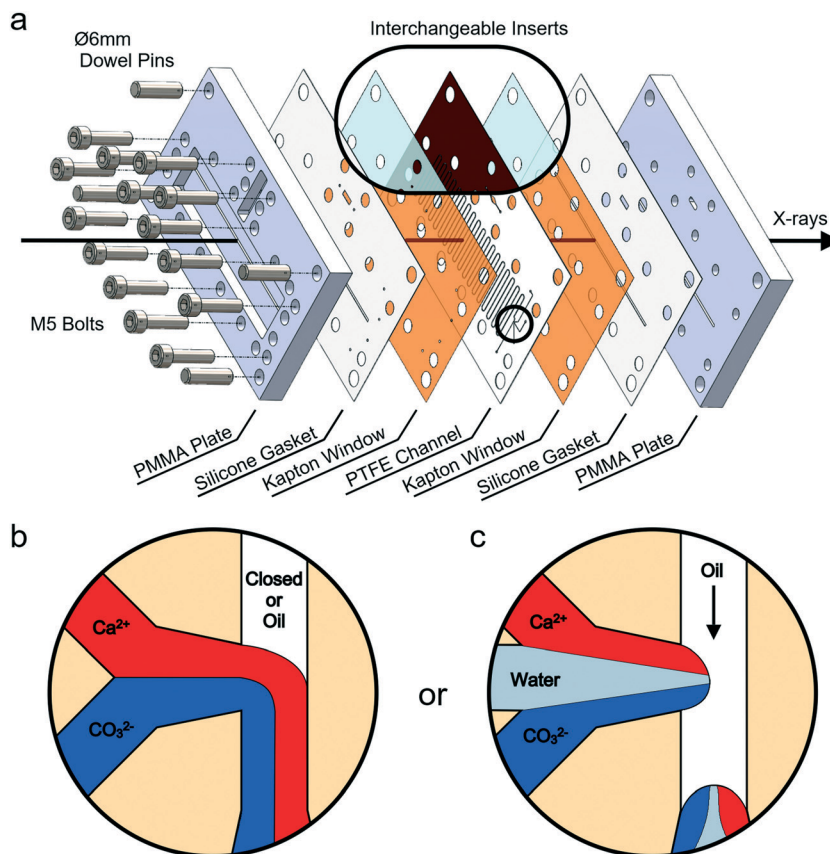 a
Interchangeable Inserts
Ø6mm
Dowel Pins
X-rays
M5 Bolts
PMMA Plate
Silicone Gasket
Kapton Window
PTFE Channel
Kapton Window
Silicone Gasket
PMMA Plate
b
Closed
or
Oil
Ca²⁺
CO₃²⁻
or
c
Oil
Ca²⁺
Water
CO₃²⁻